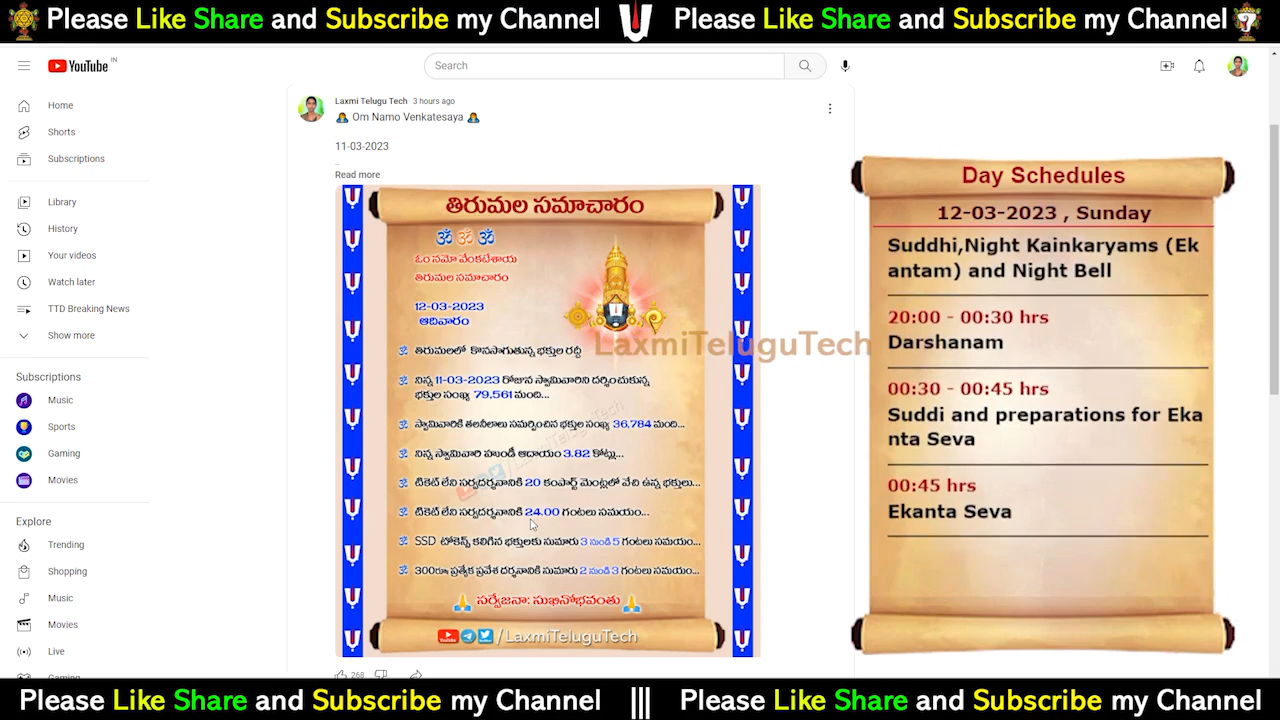 Please Like Share and Subscribe my Channel
Please Like Share and Subscribe my Channel
YouTube IN
Search
Home
Shorts
Subscriptions
Library
History
Your videos
Watch later
TTD Breaking News
Show more
Subscriptions
Music
Sports
Gaming
Movies
Explore
Trending
Shopping
Music
Movies
Live
Laxmi Telugu Tech 3 hours ago
Om Namo Venkatesaya
11-03-2023
Read more
తిరుమల సమాచారం
ॐ ॐ ॐ
ఓం నమో వేంకటేశాయ
తిరుమల సమాచారం
12-03-2023
ఆదివారం
ॐ తిరుమలలో కొనసాగుతున్న భక్తుల రద్దీ
ॐ నిన్న 11-03-2023 రోజున స్వామివారిని దర్శించుకున్న
భక్తుల సంఖ్య 79,561 మంది...
ॐ స్వామివారికి తలనీలాలు సమర్పించిన భక్తుల సంఖ్య 36,784 మంది...
ॐ నిన్న స్వామివారి హుండీ ఆదాయం 3.82 కోట్లు...
ॐ టికెట్ లేని సర్వదర్శనానికి 20 కంపార్ట్ మెంట్లలో వేచి ఉన్న భక్తులు...
ॐ టికెట్ లేని సర్వదర్శనానికి 24.00 గంటలు సమయం...
ॐ SSD టోకెన్స్ కలిగిన భక్తులకు సుమారు 3 నుండి 5 గంటలు సమయం...
ॐ 300రూ ప్రత్యేక ప్రవేశ దర్శనానికి సుమారు 2 నుండి 3 గంటలు సమయం...
సర్వేజనా: సుఖినోభవంతు
YouTube /LaxmiTeluguTech
/LaxmiTeluguTech
268
LaxmiTeluguTech
Day Schedules
12-03-2023 , Sunday
Suddhi,Night Kainkaryams (Ek
antam) and Night Bell
20:00 - 00:30 hrs
Darshanam
00:30 - 00:45 hrs
Suddi and preparations for Eka
nta Seva
00:45 hrs
Ekanta Seva
Please Like Share and Subscribe my Channel
|||
Please Like Share and Subscribe my Channel